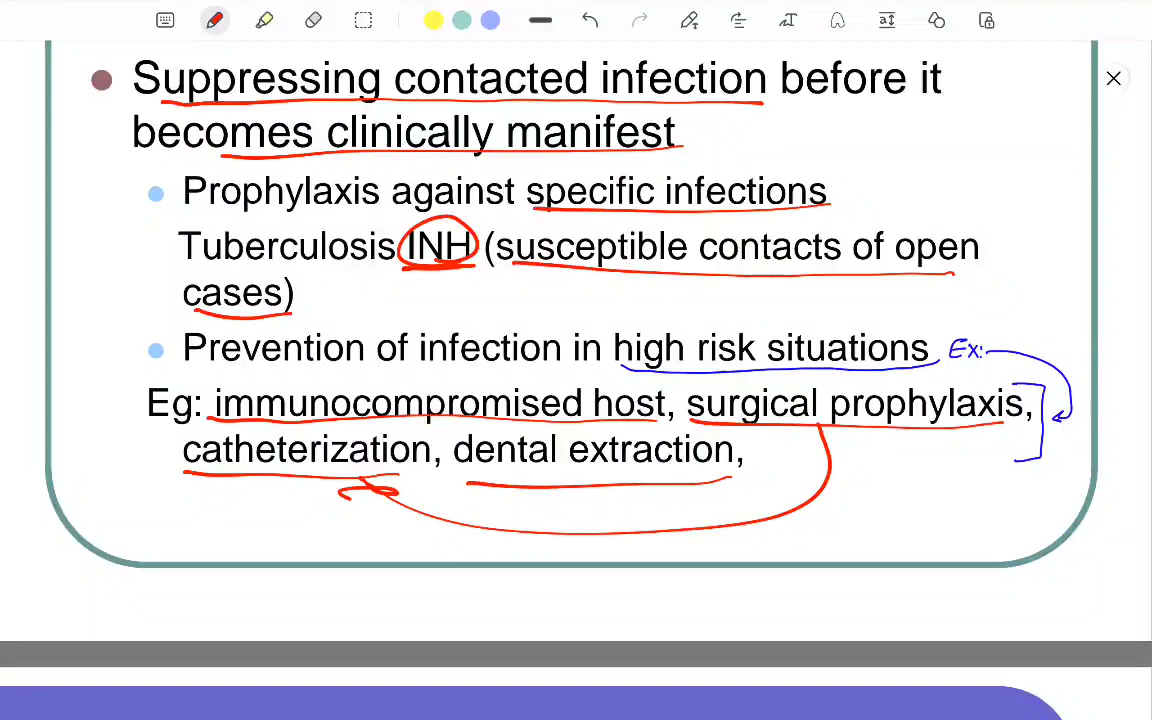 Suppressing contacted infection before it
becomes clinically manifest
Prophylaxis against specific infections
Tuberculosis INH (susceptible contacts of open
cases)
Prevention of infection in high risk situations Ex:
Eg: immunocompromised host, surgical prophylaxis,
catheterization, dental extraction,